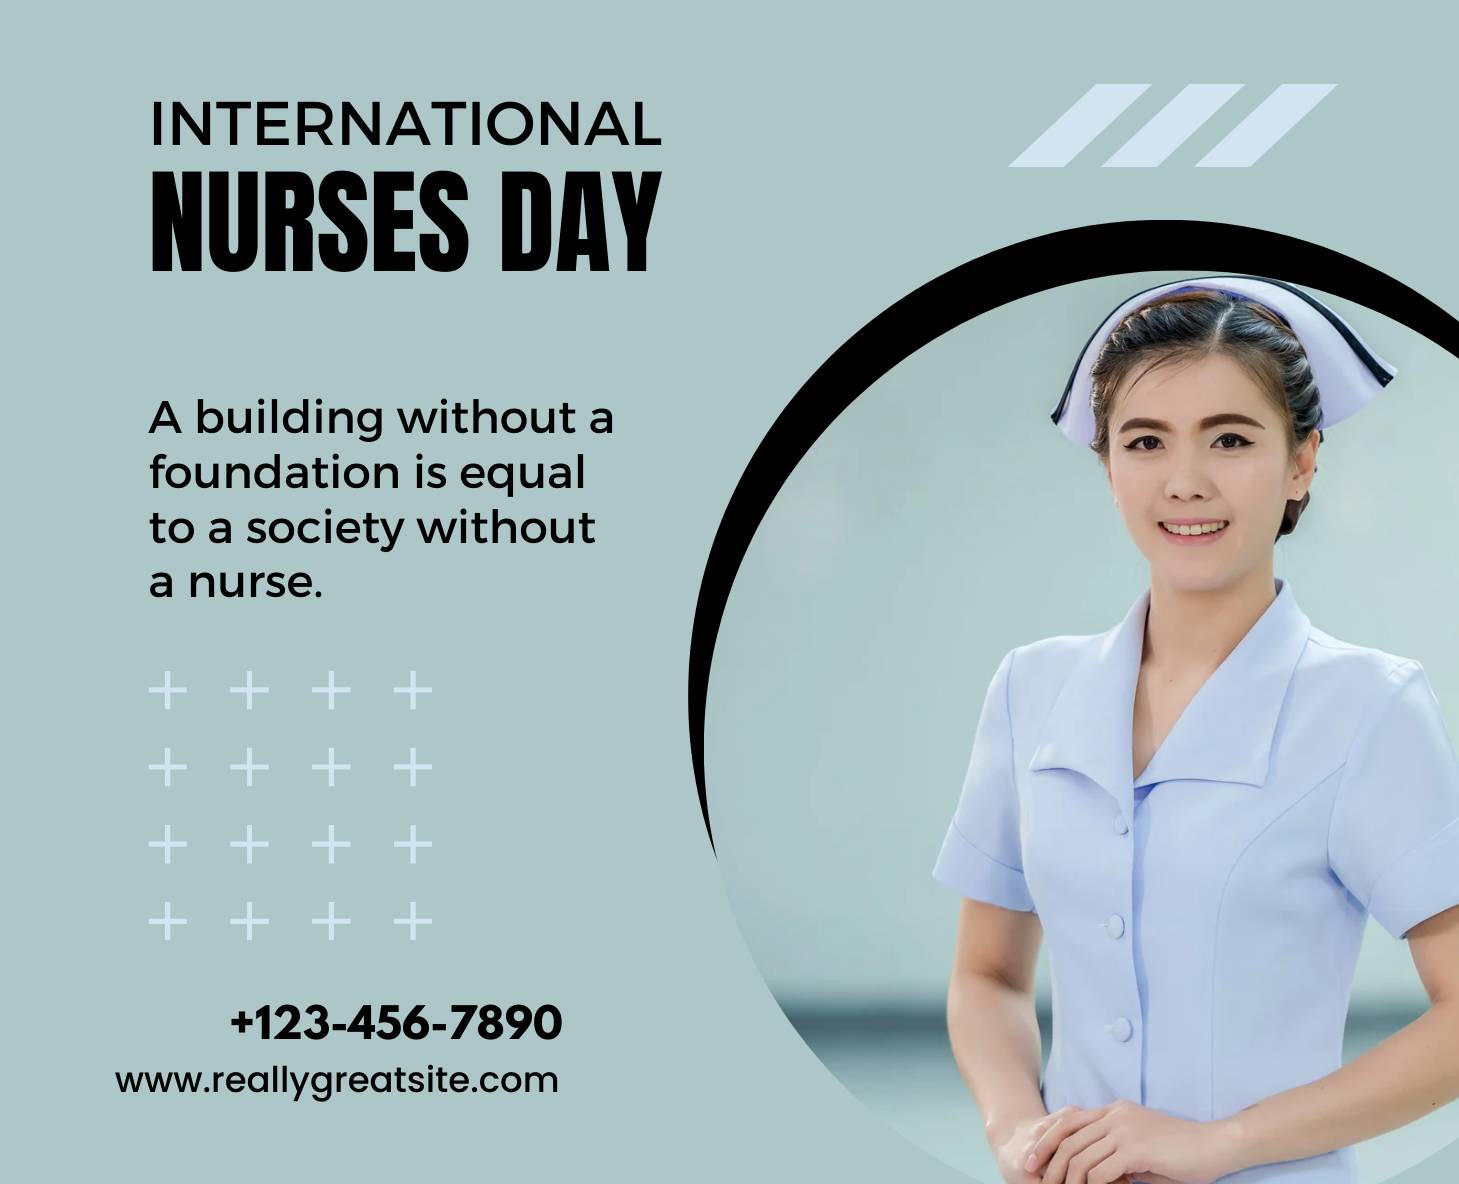 INTERNATIONAL
NURSES DAY
A building without a
foundation is equal
to a society without
a nurse.
+123-456-7890
www.reallygreatsite.com